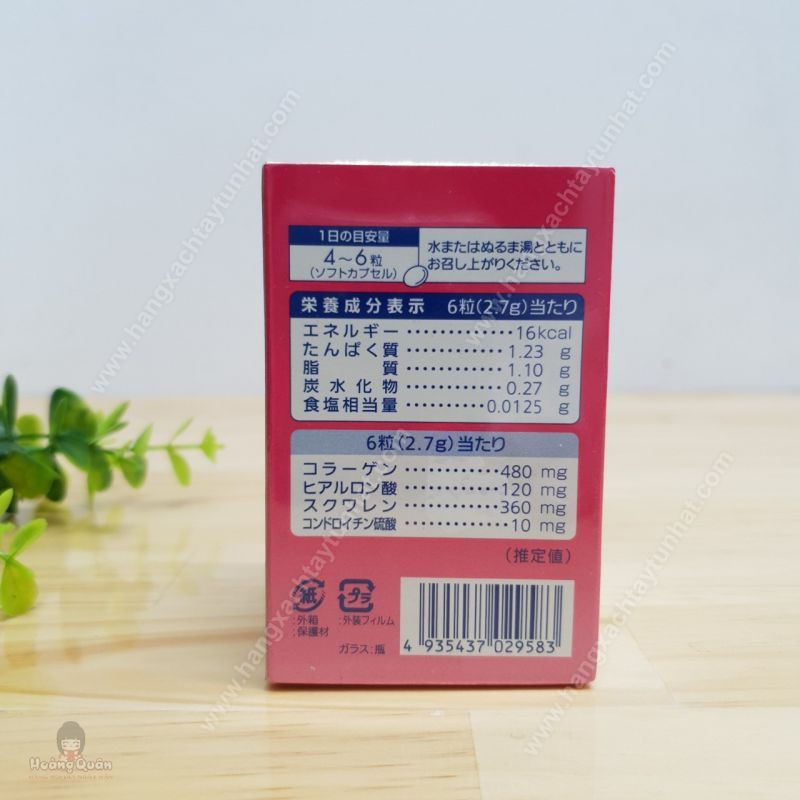 1日の目安量
4～6粒
(ソフトカプセル)
水またはぬるま湯とともに
お召し上がりください。
栄養成分表示 6粒(2.7g)当たり
エネルギー…………16kcal
たんぱく質…………1.23 g
脂質…………1.10 g
炭水化物…………0.27 g
食塩相当量…………0.0125 g
6粒(2.7g)当たり
コラーゲン…………480 mg
ヒアルロン酸…………120 mg
スクワレン…………360 mg
コンドロイチン硫酸…………10 mg
(推定値)
紙
プラ
:外箱
:保護材
:外装フィルム
ガラス:瓶
4 935437 029583
www.hangxachtaytunhat.com
Hoàng Quân